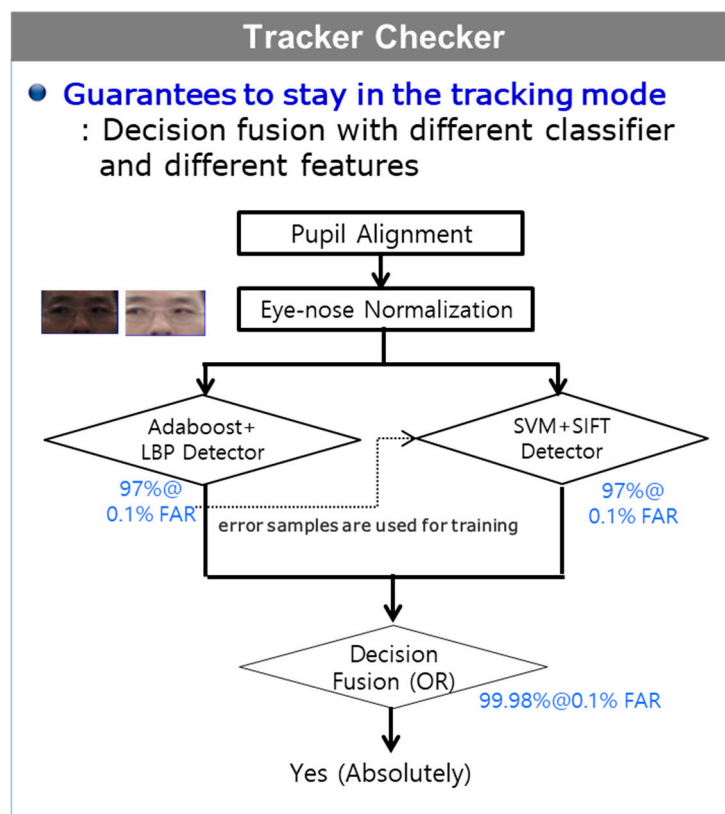 Tracker Checker
Guarantees to stay in the tracking mode
: Decision fusion with different classifier
and different features
Pupil Alignment
Eye-nose Normalization
Adaboost+
LBP Detector
SVM+SIFT
Detector
97%@
0.1% FAR
97%@
0.1% FAR
error samples are used for training
Decision
Fusion (OR)
99.98%@0.1% FAR
Yes (Absolutely)